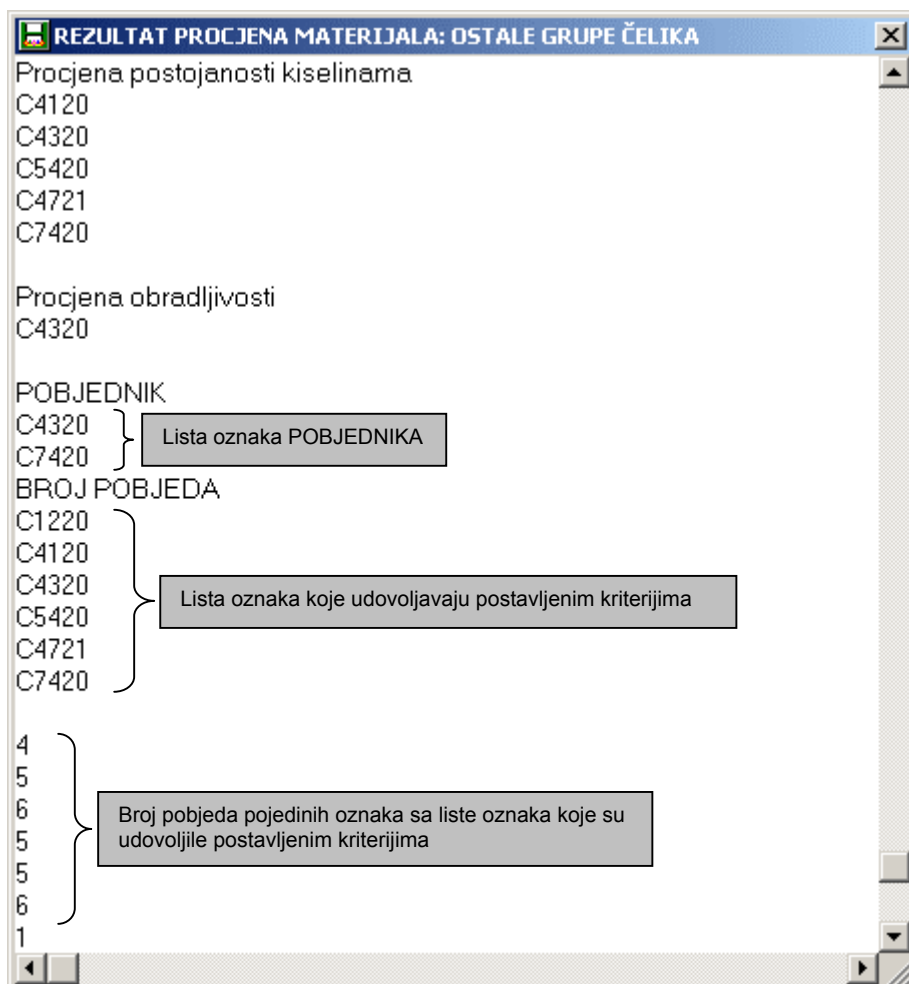 REZULTAT PROCJENA MATERIJALA: OSTALE GRUPE ČELIKA
Procjena postojanosti kiselinama
C4120
C4320
C5420
C4721
C7420
Procjena obradljivosti
C4320
POBJEDNIK
C4320
C7420
Lista oznaka POBJEDNIKA
BROJ POBJEDA
C1220
C4120
C4320
C5420
C4721
C7420
Lista oznaka koje udovoljavaju postavljenim kriterijima
4
5
6
5
5
6
1
Broj pobjeda pojedinih oznaka sa liste oznaka koje su
udovoljile postavljenim kriterijima